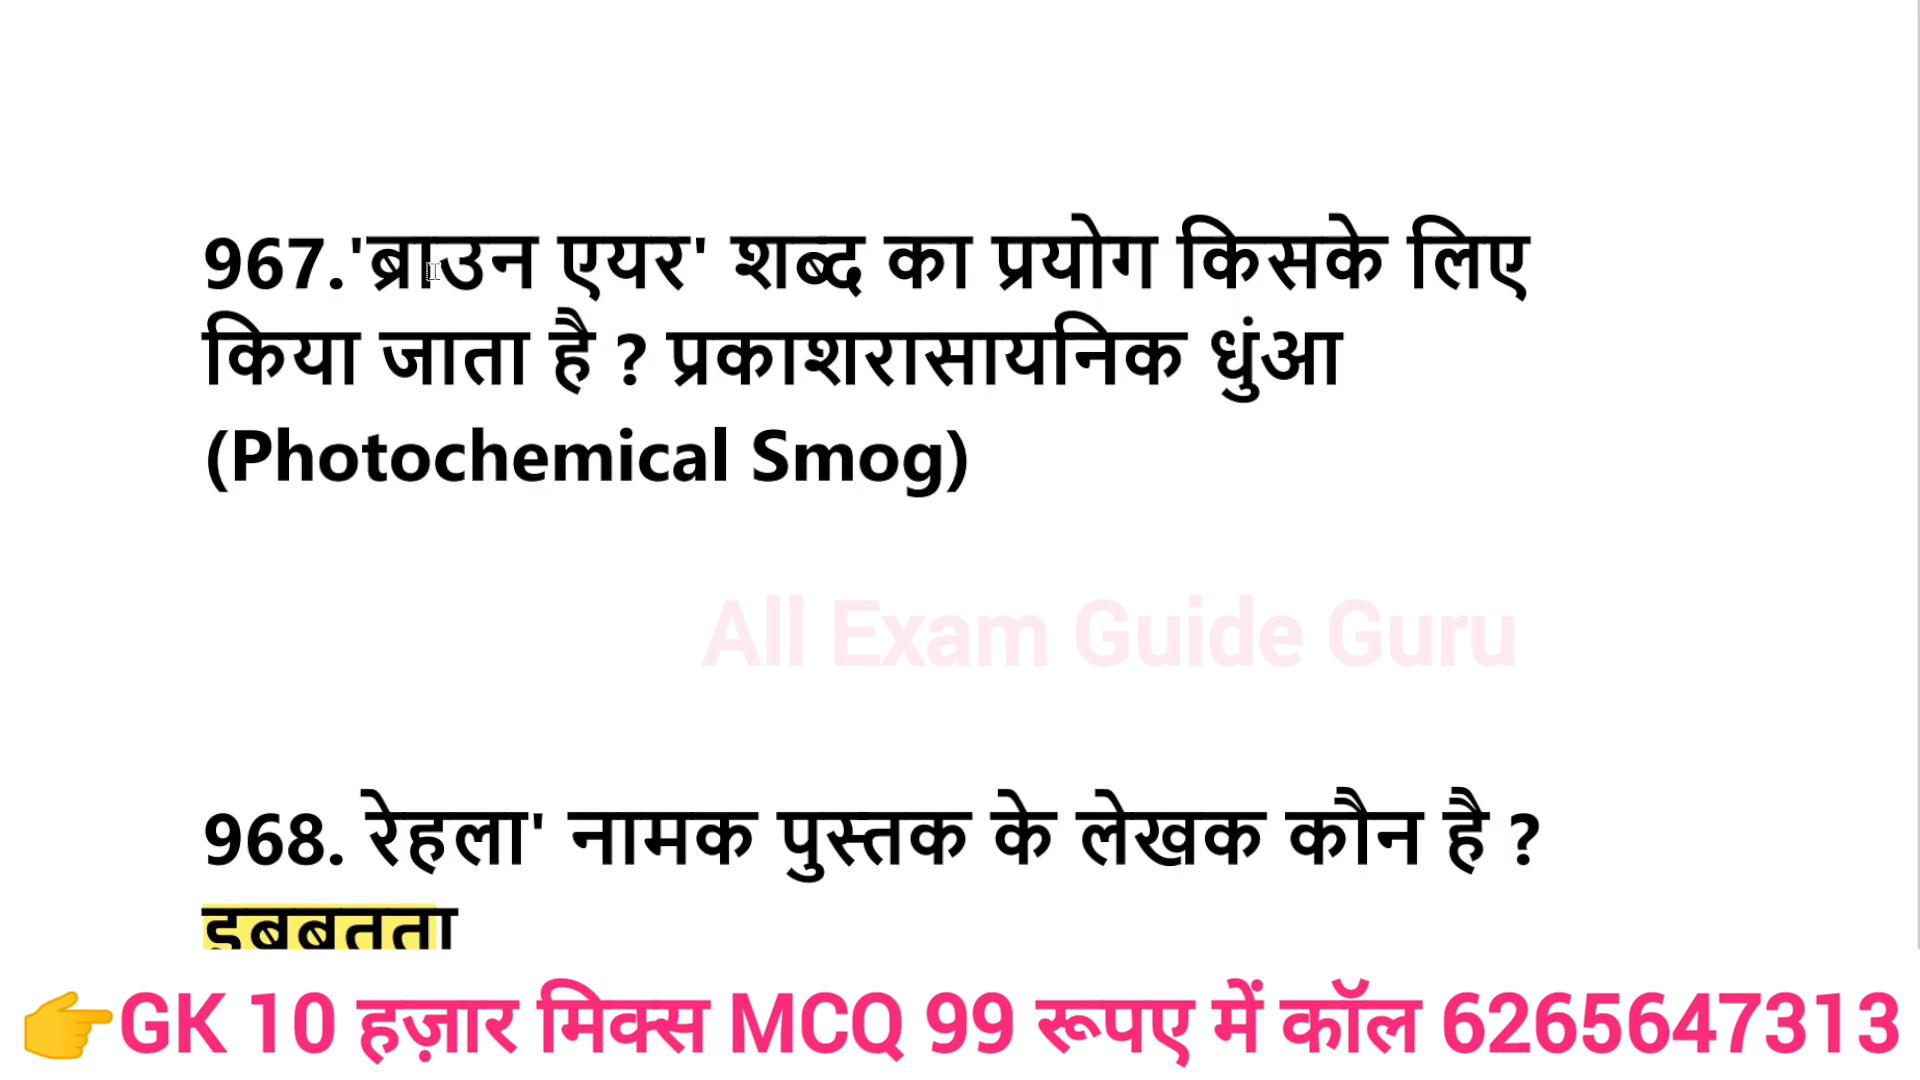 967.'ब्राउन एयर' शब्द का प्रयोग किसके लिए
किया जाता है ? प्रकाशरासायनिक धुंआ
(Photochemical Smog)
All Exam Guide Guru
968. रेहला' नामक पुस्तक के लेखक कौन है ?
इबबतता
👉GK 10 हज़ार मिक्स MCQ 99 रूपए में कॉल 6265647313